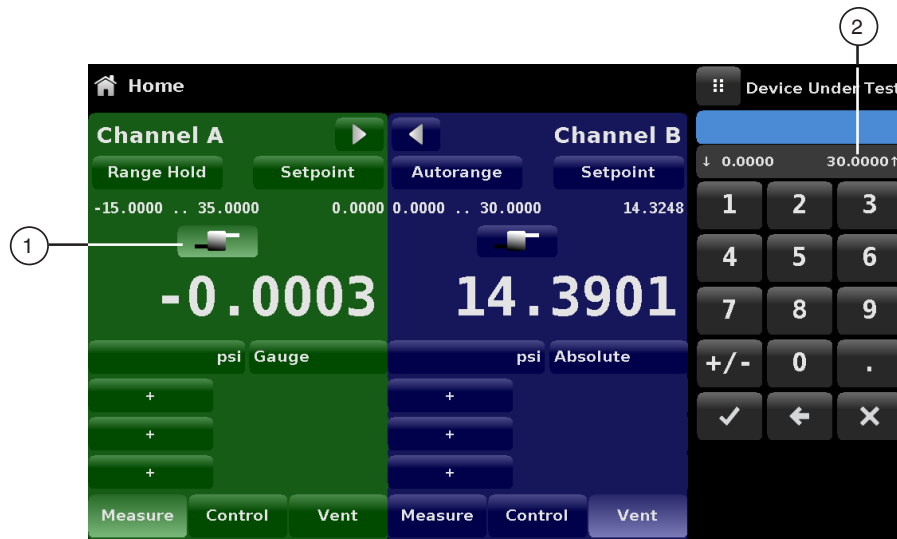 2
Home
Device Under Test
Channel A
Channel B
Range Hold Setpoint
Autorange Setpoint
↓ 0.0000 30.0000↑
-15.0000 .. 35.0000 0.0000
0.0000 .. 30.0000 14.3248
1 2 3
1
4 5 6
-0.0003
14.3901
7 8 9
psi Gauge
psi Absolute
+/- 0 .
+
+
+
+
+
+
Measure Control Vent
Measure Control Vent